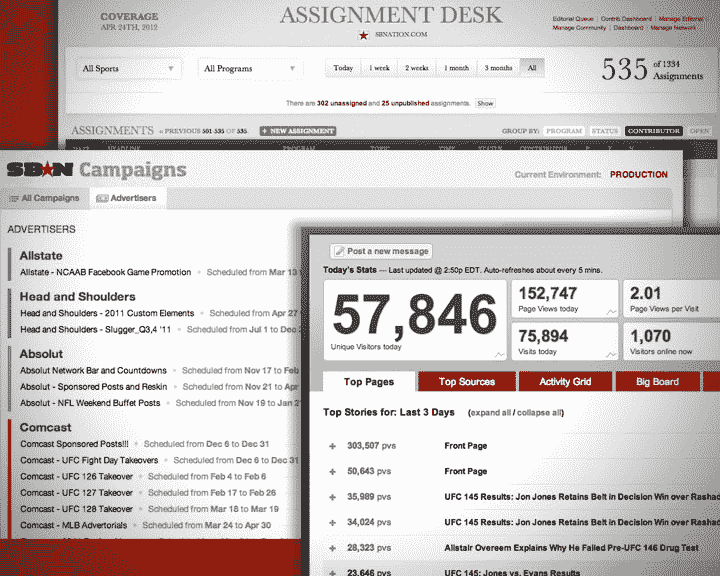 COVERAGE
APR 24TH, 2012
ASSIGNMENT DESK
SBNATION.COM
Editorial Queue | Contrib Dashboard | Manage Editorial
Manage Community | Dashboard | Manage Network
All Sports
All Programs
Today 1 week 2 weeks 1 month 3 months All
535 of 1334 Assignments
There are 302 unassigned and 25 unpublished assignments. Show
ASSIGNMENTS « PREVIOUS 501-535 OF 535 + NEW ASSIGNMENT
GROUP BY: PROGRAM STATUS CONTRIBUTOR OPEN
SB★N Campaigns
Current Environment: PRODUCTION
All Campaigns Advertisers
ADVERTISERS
Allstate
Allstate - NCAAB Facebook Game Promotion • Scheduled from Mar 13
Head and Shoulders
Head and Shoulders - 2011 Custom Elements • Scheduled from Apr 27
Head and Shoulders - Slugger_Q3,4 '11 • Scheduled from Jul 1 to Dec
Absolut
Absolut Network Bar and Countdowns • Scheduled from Nov 17 to Feb
Absolut - Sponsored Posts and Reskin • Scheduled from Nov 21 to Apr
Absolut - NFL Weekend Buffet Posts • Scheduled from Nov 19 to Jan
Comcast
Comcast Sponsored Posts!!! • Scheduled from Dec 6 to Dec 31
Comcast - UFC Fight Day Takeovers • Scheduled from Dec 6 to Dec 31
Comcast - UFC 126 Takeover • Scheduled from Feb 4 to Feb 6
Comcast - UFC 127 Takeover • Scheduled from Feb 17 to Feb 26
Comcast - UFC 128 Takeover • Scheduled from Mar 18 to Mar 19
Comcast - MLB Advertorials • Scheduled from Mar 24 to Apr 30
Post a new message
Today's Stats — Last updated @ 2:50p EDT. Auto-refreshes about every 5 mins.
57,846
Unique Visitors today
152,747
Page Views today
2.01
Page Views per Visit
75,894
Visits today
1,070
Visitors online now
Top Pages Top Sources Activity Grid Big Board
Top Stories for: Last 3 Days (expand all / collapse all)
+ 303,507 pvs Front Page
+ 50,643 pvs Front Page
+ 35,989 pvs UFC 145 Results: Jon Jones Retains Belt in Decision Win over Rashad
+ 34,024 pvs UFC 145 Results: Jon Jones Retains Belt in Decision Win over Rashad
+ 28,323 pvs Alistair Overeem Explains Why He Failed Pre-UFC 146 Drug Test
+ 23,646 pvs UFC 145: Jones vs. Evans Results